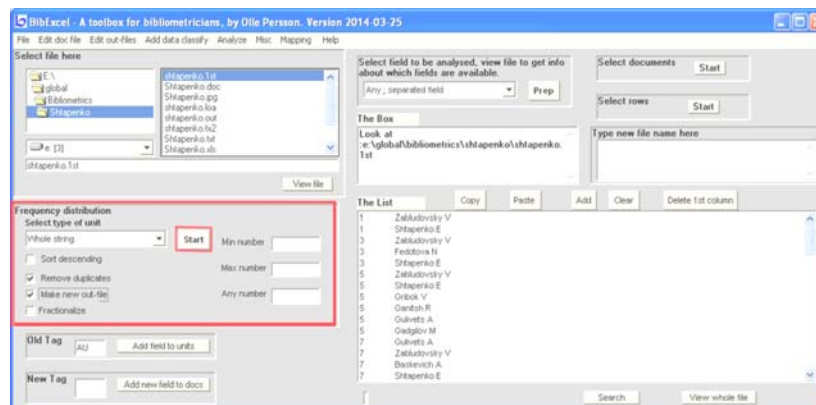 BibExcel - A toolbox for bibliometricians, by Olle Persson. Version 2014-03-25
File Edit doc file Edit out-files Add data classify Analyze Misc Mapping Help
Select file here
E:\
global
Bibliometrics
Shtapenko
shtapenko.1st
Shtapenko.doc
Shtapenko.jpg
shtapenko.loa
shtapenko.out
shtapenko.tx2
Shtapenko.txt
Shtapenko.xls
e: [3]
shtapenko.1st
View file
Frequency distribution
Select type of unit
Whole string
Start
Sort descending
Remove duplicates
Make new out-file
Fractionalize
Min number
Max number
Any number
Old Tag
AU
Add field to units
New Tag
Add new field to docs
Select field to be analysed, view file to get info
about which fields are available.
Any ; separated field
Prep
Select documents
Start
Select rows
Start
The Box
Look at
:e:\global\bibliometrics\shtapenko\shtapenko.
1st
Type new file name here
The List
Copy
Paste
Add
Clear
Delete 1st column
1 Zabludovsky V
1 Shtapenko E
3 Zabludovsky V
3 Fedotova N
3 Shtapenko E
5 Zabludovsky V
5 Shtapenko E
5 Gribok V
5 Ganitsh R
5 Gulivets A
5 Gadgilov M
7 Gulivets A
7 Zabludovsky V
7 Baskevich A
7 Shtapenko E
Search
View whole file